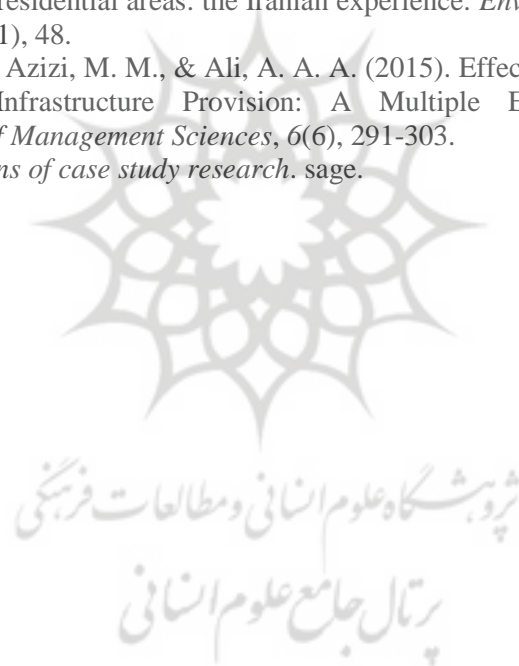 residential areas: the Iranian experience. Env
1), 48.
Azizi, M. M., & Ali, A. A. A. (2015). Effec
Infrastructure Provision: A Multiple E
f Management Sciences, 6(6), 291-303.
ns of case study research. sage.
پژوهشگاه علوم انسانی و مطالعات فرهنگی
پرتال جامع علوم انسانی